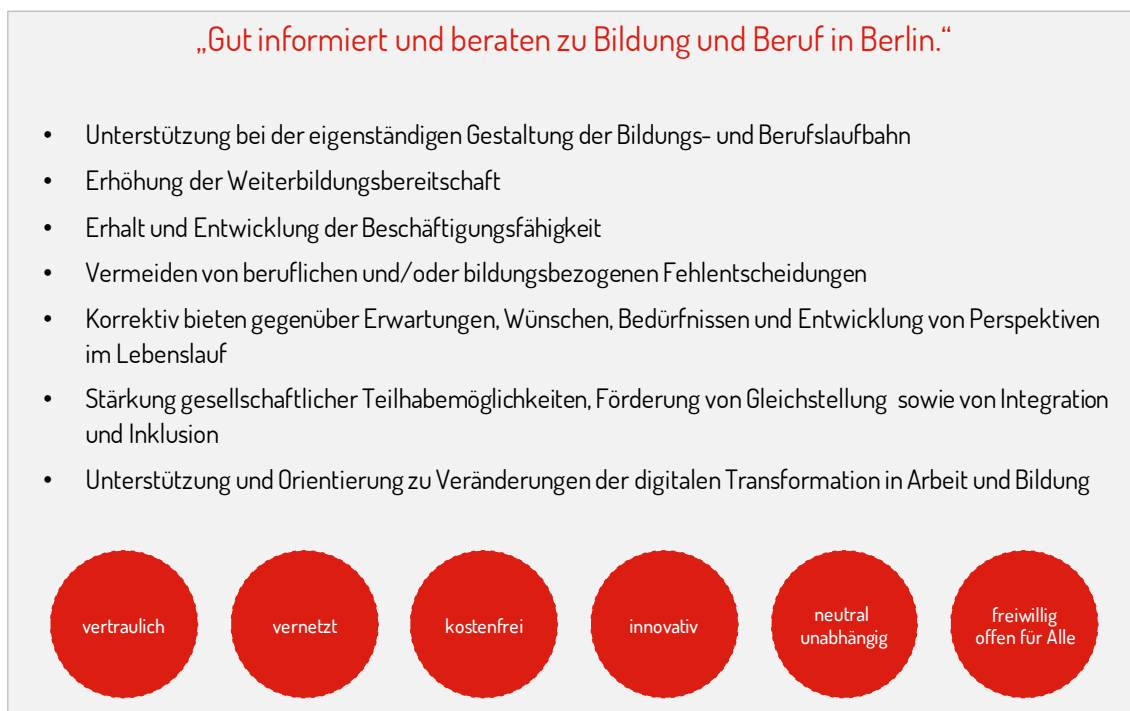 „Gut informiert und beraten zu Bildung und Beruf in Berlin.“
• Unterstützung bei der eigenständigen Gestaltung der Bildungs- und Berufslaufbahn
• Erhöhung der Weiterbildungsbereitschaft
• Erhalt und Entwicklung der Beschäftigungsfähigkeit
• Vermeiden von beruflichen und/oder bildungsbezogenen Fehlentscheidungen
• Korrektiv bieten gegenüber Erwartungen, Wünschen, Bedürfnissen und Entwicklung von Perspektiven
im Lebenslauf
• Stärkung gesellschaftlicher Teilhabemöglichkeiten, Förderung von Gleichstellung sowie von Integration
und Inklusion
• Unterstützung und Orientierung zu Veränderungen der digitalen Transformation in Arbeit und Bildung
vertraulich
vernetzt
kostenfrei
innovativ
neutral
unabhängig
freiwillig
offen für Alle